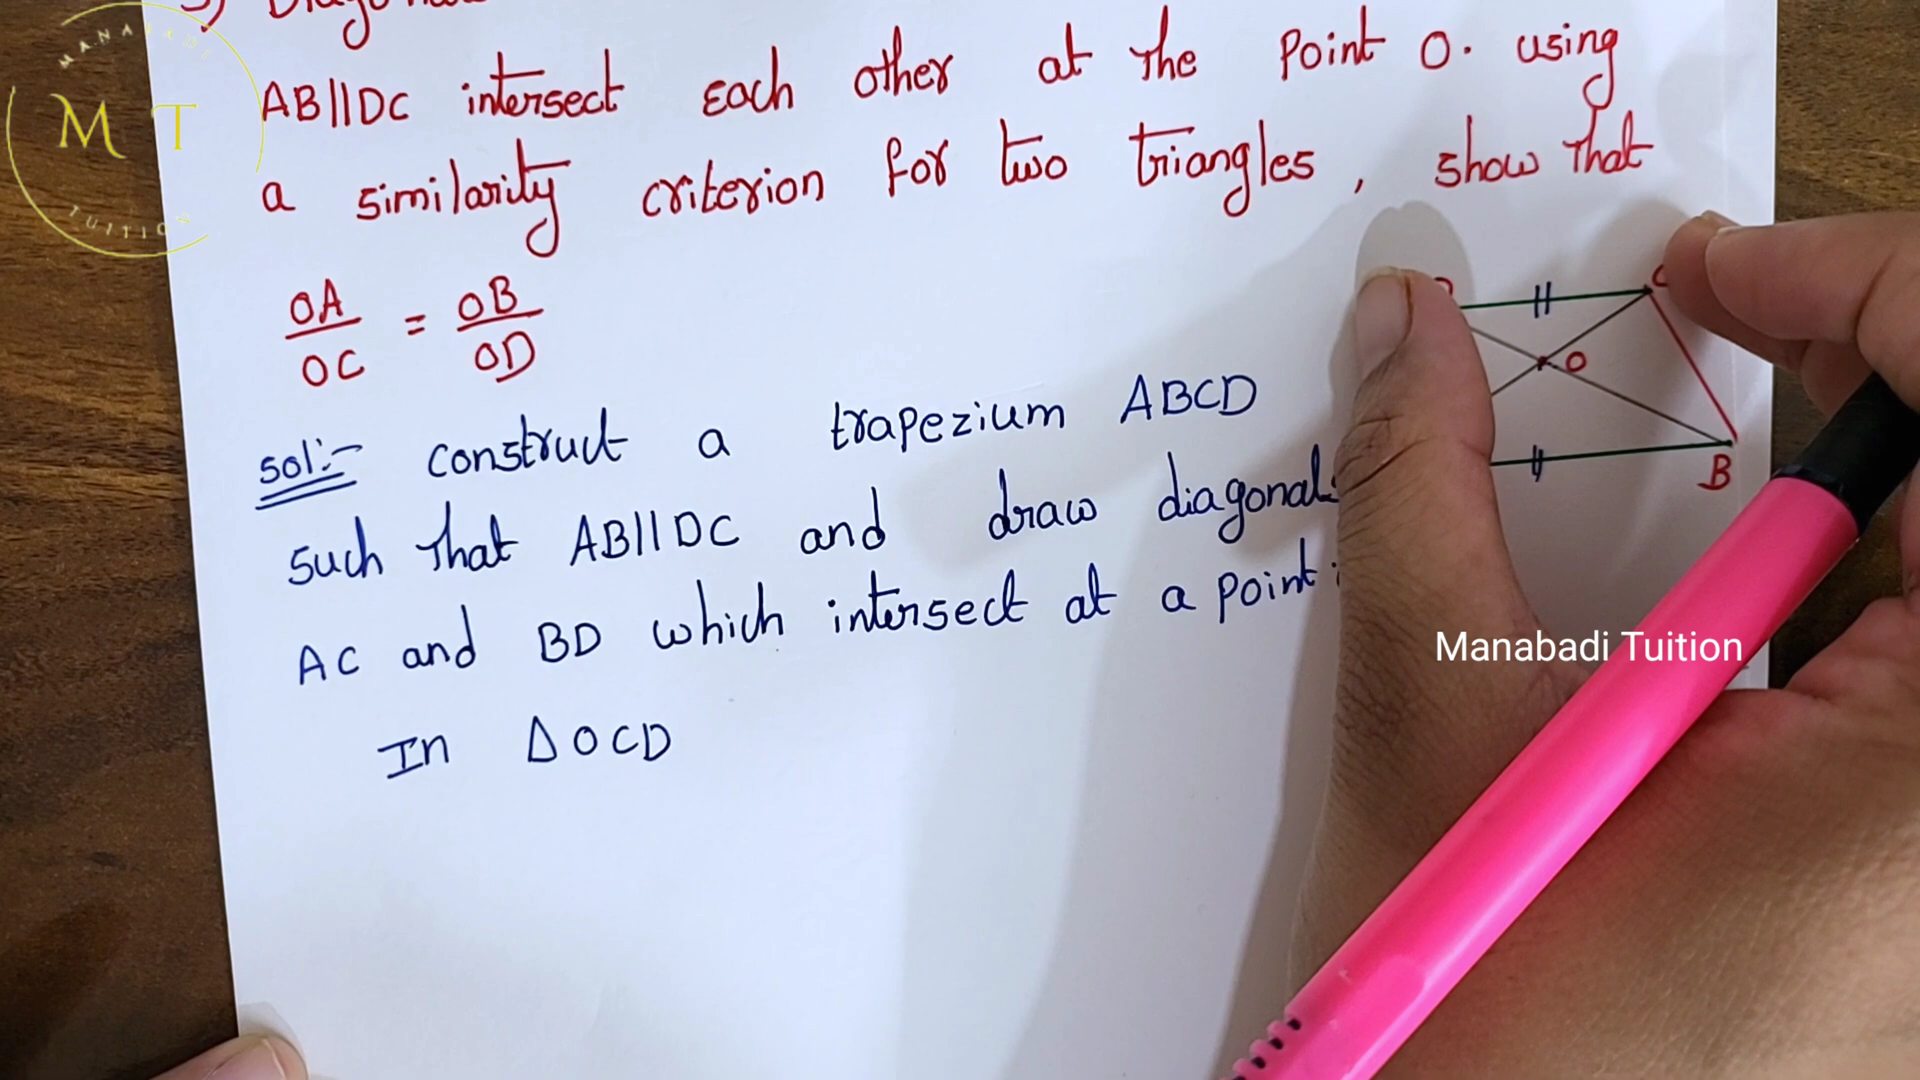 MANABADI
M T
TUITION
AB||DC intersect each other at the point O. using
a similarity criterion for two triangles, show that
OA/OC = OB/OD
C
O
B
sol:- construct a trapezium ABCD
such that AB||DC and draw diagonals
AC and BD which intersect at a point
In ΔOCD
Manabadi Tuition